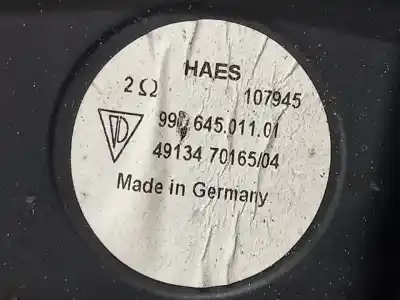 HAES
2 Ω 107945
645.011.01
49134 70165/04
Made in Germany